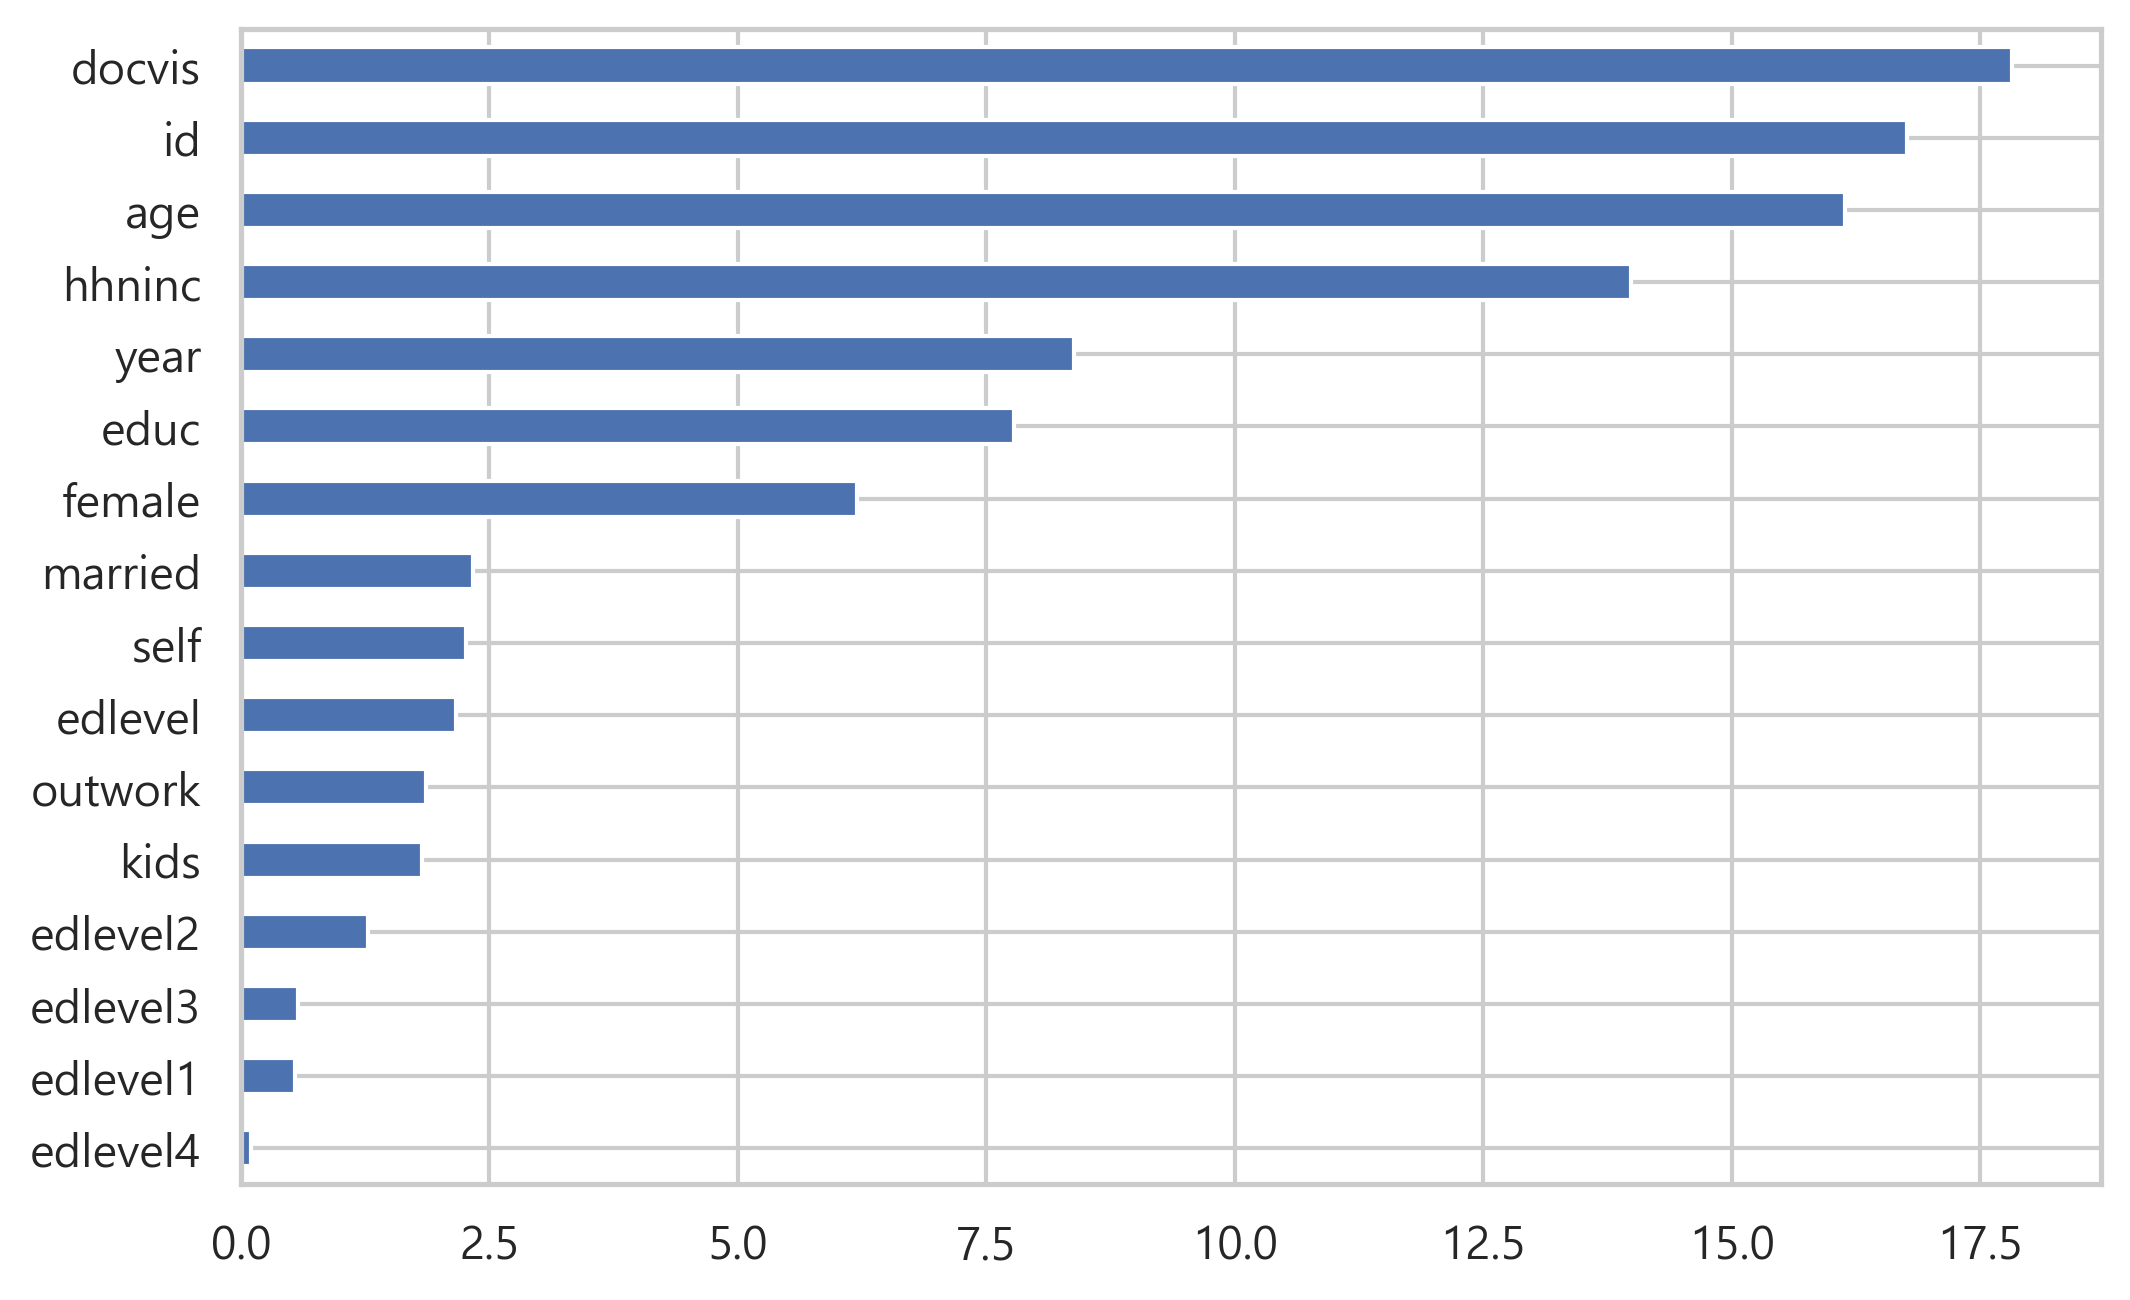 docvis
id
age
hhninc
year
educ
female
married
self
edlevel
outwork
kids
edlevel2
edlevel3
edlevel1
edlevel4
0.0 2.5 5.0 7.5 10.0 12.5 15.0 17.5